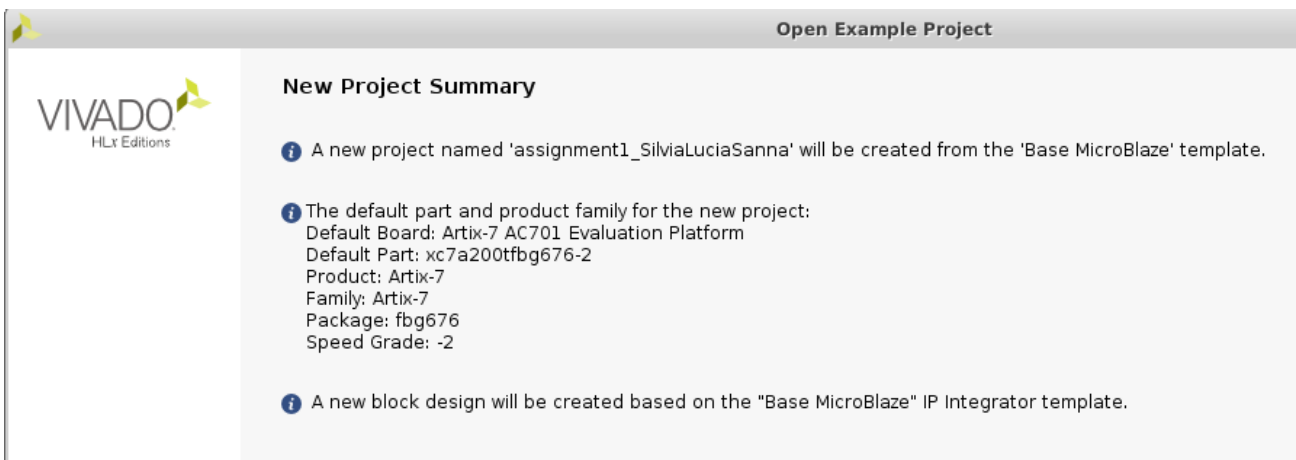 Open Example Project
VIVADO.
HLx Editions
New Project Summary
A new project named 'assignment1_SilviaLuciaSanna' will be created from the 'Base MicroBlaze' template.
The default part and product family for the new project:
Default Board: Artix-7 AC701 Evaluation Platform
Default Part: xc7a200tfbg676-2
Product: Artix-7
Family: Artix-7
Package: fbg676
Speed Grade: -2
A new block design will be created based on the "Base MicroBlaze" IP Integrator template.